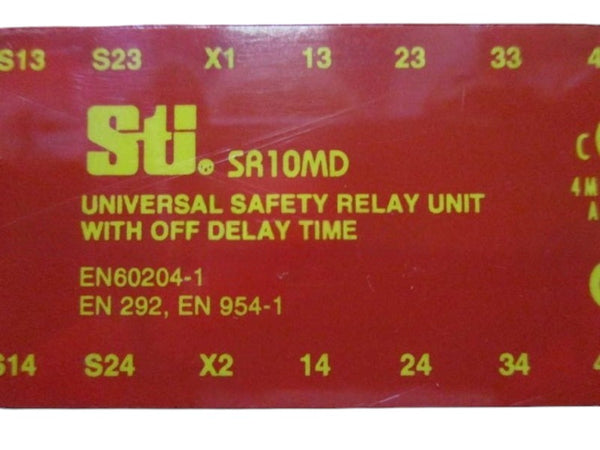 S13 S23 X1 13 23 33 4
Sti. SR10MD
UNIVERSAL SAFETY RELAY UNIT
WITH OFF DELAY TIME
EN60204-1
EN 292, EN 954-1
S14 S24 X2 14 24 34